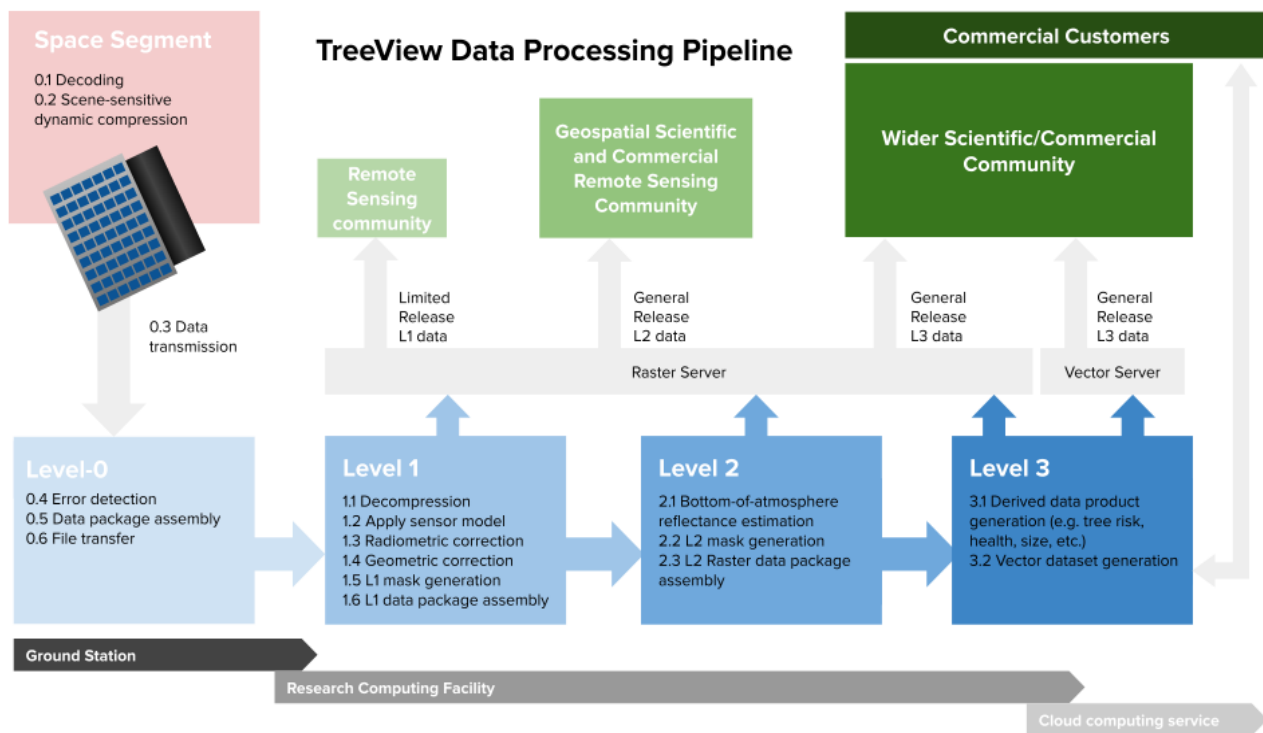 Space Segment
0.1 Decoding
0.2 Scene-sensitive
dynamic compression
TreeView Data Processing Pipeline
Commercial Customers
Remote
Sensing
community
Geospatial Scientific
and Commercial
Remote Sensing
Community
Wider Scientific/Commercial
Community
0.3 Data
transmission
Limited
Release
L1 data
General
Release
L2 data
General
Release
L3 data
General
Release
L3 data
Raster Server
Vector Server
Level-0
0.4 Error detection
0.5 Data package assembly
0.6 File transfer
Level 1
1.1 Decompression
1.2 Apply sensor model
1.3 Radiometric correction
1.4 Geometric correction
1.5 L1 mask generation
1.6 L1 data package assembly
Level 2
2.1 Bottom-of-atmosphere
reflectance estimation
2.2 L2 mask generation
2.3 L2 Raster data package
assembly
Level 3
3.1 Derived data product
generation (e.g. tree risk,
health, size, etc.)
3.2 Vector dataset generation
Ground Station
Research Computing Facility
Cloud computing service